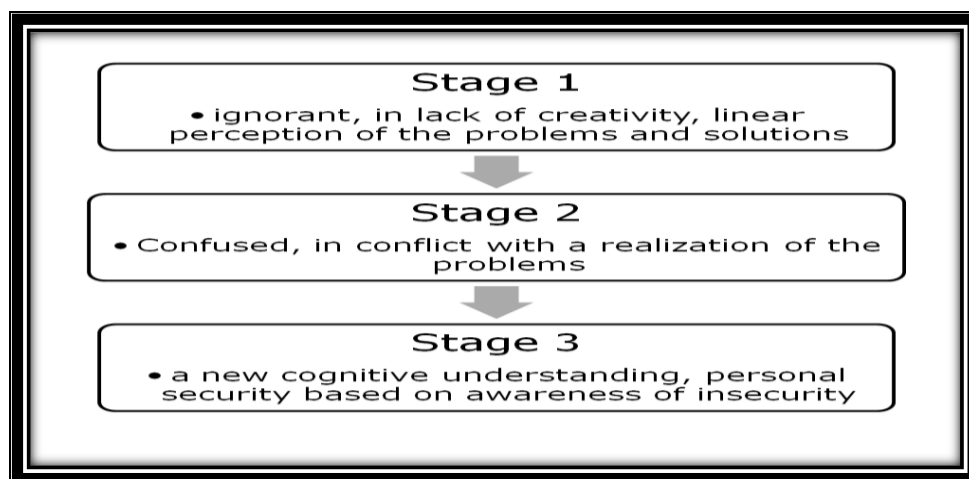 Stage 1
• ignorant, in lack of creativity, linear
perception of the problems and solutions
Stage 2
• Confused, in conflict with a realization of the
problems
Stage 3
• a new cognitive understanding, personal
security based on awareness of insecurity